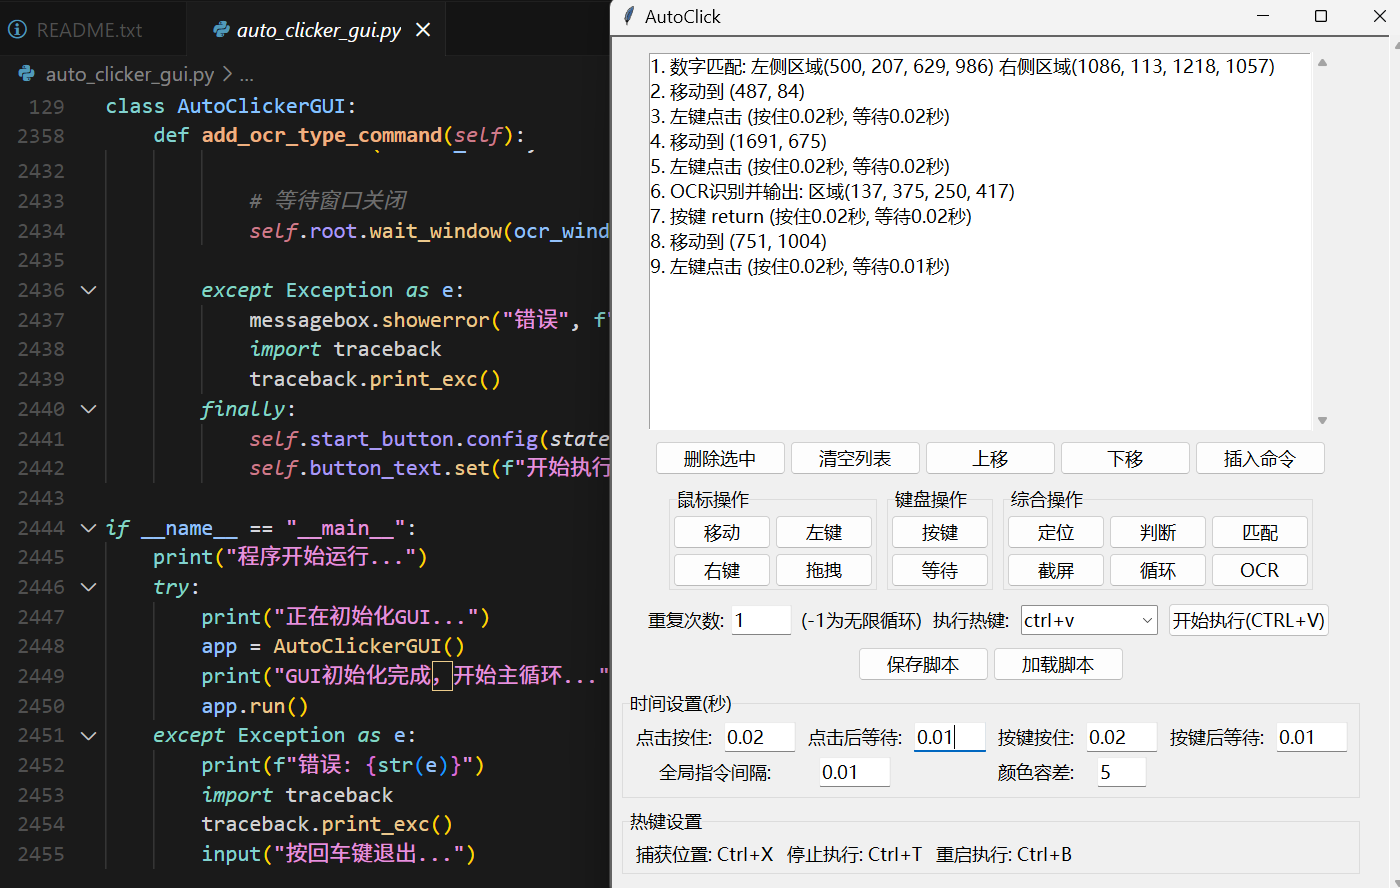 README.txt
auto_clicker_gui.py
auto_clicker_gui.py > ...
129 class AutoClickerGUI:
2358 def add_ocr_type_command(self):
2432
2433 # 等待窗口关闭
2434 self.root.wait_window(ocr_wind
2435
2436 except Exception as e:
2437 messagebox.showerror("错误", f"
2438 import traceback
2439 traceback.print_exc()
2440 finally:
2441 self.start_button.config(state
2442 self.button_text.set(f"开始执行
2443
2444 if __name__ == "__main__":
2445 print("程序开始运行...")
2446 try:
2447 print("正在初始化GUI...")
2448 app = AutoClickerGUI()
2449 print("GUI初始化完成，开始主循环..."
2450 app.run()
2451 except Exception as e:
2452 print(f"错误: {str(e)}")
2453 import traceback
2454 traceback.print_exc()
2455 input("按回车键退出...")
AutoClick
1. 数字匹配: 左侧区域(500, 207, 629, 986) 右侧区域(1086, 113, 1218, 1057)
2. 移动到 (487, 84)
3. 左键点击 (按住0.02秒, 等待0.02秒)
4. 移动到 (1691, 675)
5. 左键点击 (按住0.02秒, 等待0.02秒)
6. OCR识别并输出: 区域(137, 375, 250, 417)
7. 按键 return (按住0.02秒, 等待0.02秒)
8. 移动到 (751, 1004)
9. 左键点击 (按住0.02秒, 等待0.01秒)
删除选中 清空列表 上移 下移 插入命令
鼠标操作 键盘操作 综合操作
移动 左键 按键 定位 判断 匹配
右键 拖拽 等待 截屏 循环 OCR
重复次数: 1 (-1为无限循环) 执行热键: ctrl+v 开始执行(CTRL+V)
保存脚本 加载脚本
时间设置(秒)
点击按住: 0.02 点击后等待: 0.01 按键按住: 0.02 按键后等待: 0.01
全局指令间隔: 0.01 颜色容差: 5
热键设置
捕获位置: Ctrl+X 停止执行: Ctrl+T 重启执行: Ctrl+B